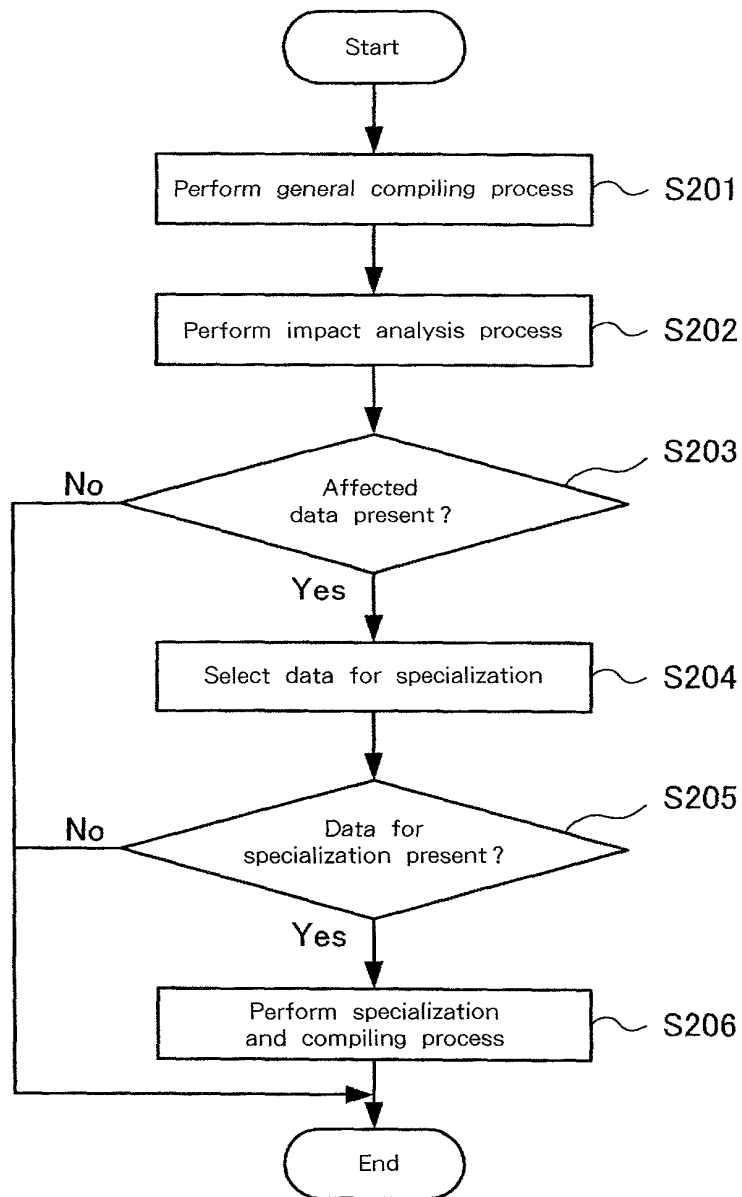 Start
Perform general compiling process
S201
Perform impact analysis process
S202
S203
No
Affected
data present?
Yes
Select data for specialization
S204
S205
No
Data for
specialization present?
Yes
Perform specialization
and compiling process
S206
End